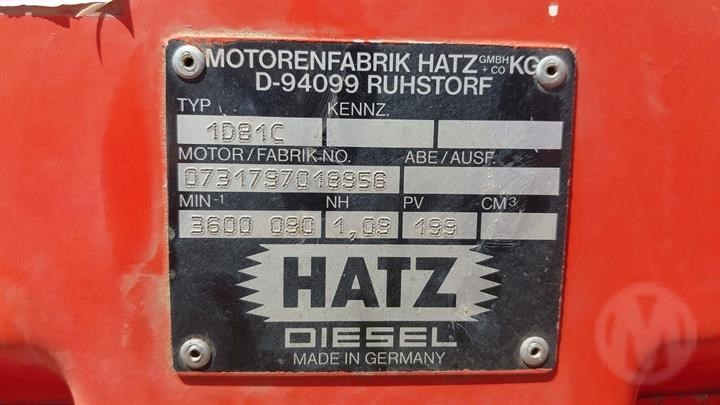 MOTORENFABRIK HATZ GMBH + CO KG
D-94099 RUHSTORF
TYP KENNZ.
1D81C
MOTOR/FABRIK-NO. ABE/AUSF.
0731797018956
MIN-1 NH PV CM3
3600 090 1,09 199
HATZ
DIESEL
MADE IN GERMANY
M